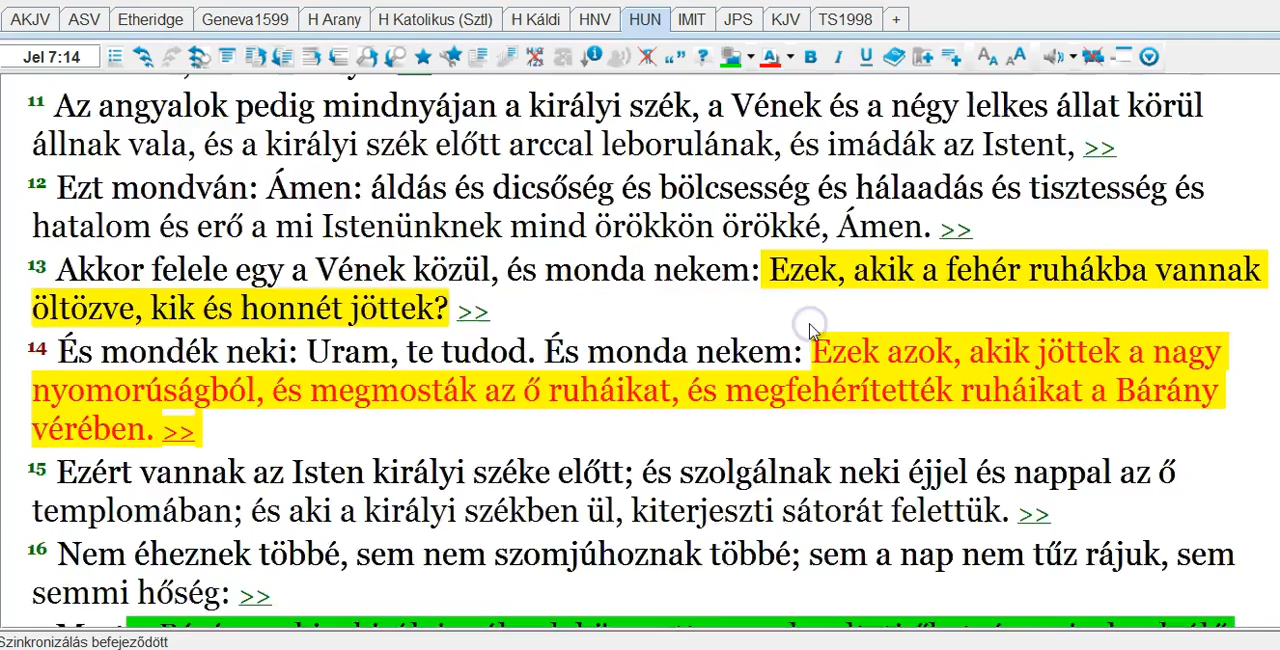 AKJV ASV Etheridge Geneva1599 H Arany H Katolikus (Sztl) H Káldi HNV HUN IMIT JPS KJV TS1998 +
Jel 7:14
11 Az angyalok pedig mindnyájan a királyi szék, a Vének és a négy lelkes állat körül
állnak vala, és a királyi szék előtt arccal leborulának, és imádák az Istent, >>
12 Ezt mondván: Ámen: áldás és dicsőség és bölcsesség és hálaadás és tisztesség és
hatalom és erő a mi Istenünknek mind örökkön örökké, Ámen. >>
13 Akkor felele egy a Vének közül, és monda nekem: Ezek, akik a fehér ruhákba vannak
öltözve, kik és honnét jöttek? >>
14 És mondék neki: Uram, te tudod. És monda nekem: Ezek azok, akik jöttek a nagy
nyomorúságból, és megmosták az ő ruháikat, és megfehérítették ruháikat a Bárány
vérében. >>
15 Ezért vannak az Isten királyi széke előtt; és szolgálnak neki éjjel és nappal az ő
templomában; és aki a királyi székben ül, kiterjeszti sátorát felettük. >>
16 Nem éheznek többé, sem nem szomjúhoznak többé; sem a nap nem tűz rájuk, sem
semmi hőség: >>
Szinkronizálás befejeződött